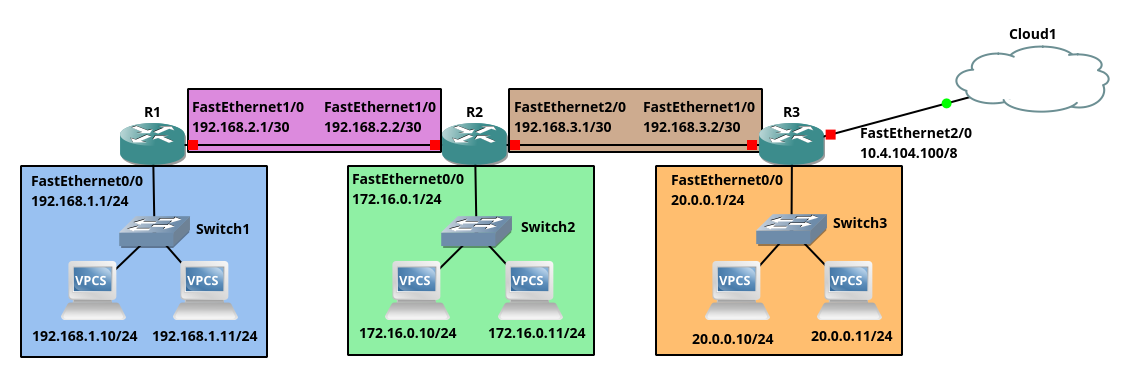 Cloud1
R1
FastEthernet1/0 FastEthernet1/0
192.168.2.1/30 192.168.2.2/30
R2
FastEthernet2/0 FastEthernet1/0
192.168.3.1/30 192.168.3.2/30
R3
FastEthernet2/0
10.4.104.100/8
FastEthernet0/0
192.168.1.1/24
Switch1
VPCS VPCS
192.168.1.10/24 192.168.1.11/24
FastEthernet0/0
172.16.0.1/24
Switch2
VPCS VPCS
172.16.0.10/24 172.16.0.11/24
FastEthernet0/0
20.0.0.1/24
Switch3
VPCS VPCS
20.0.0.10/24 20.0.0.11/24